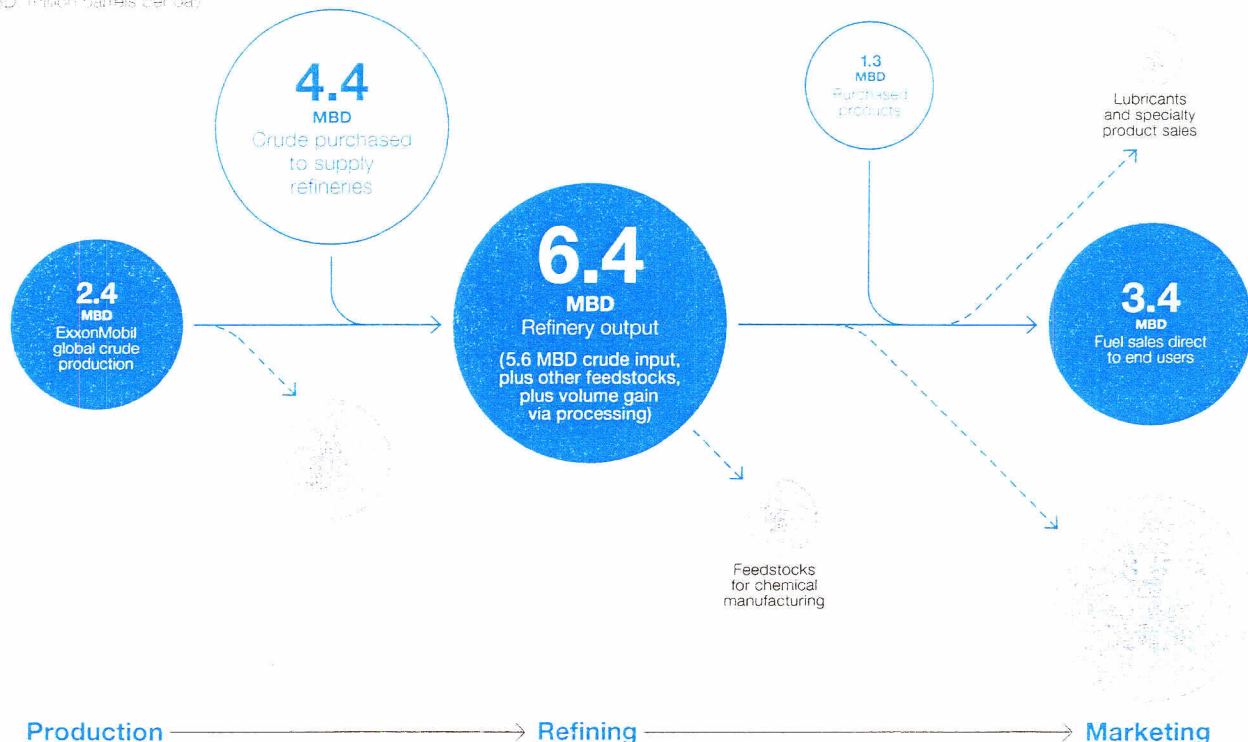 4.4
MBD
Crude purchased
to supply
refineries
1.3
MBD
Purchased
products
Lubricants
and specialty
product sales
2.4
MBD
ExxonMobil
global crude
production
6.4
MBD
Refinery output
(5.6 MBD crude input,
plus other feedstocks,
plus volume gain
via processing)
3.4
MBD
Fuel sales direct
to end users
Feedstocks
for chemical
manufacturing
Production
Refining
Marketing